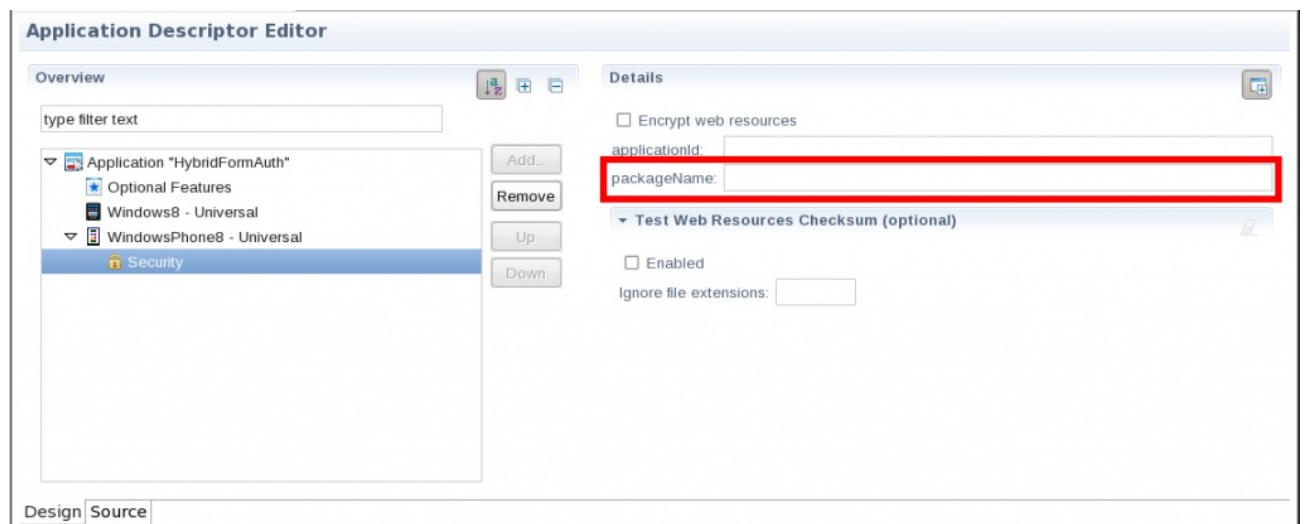 Application Descriptor Editor
Overview
type filter text
Application "HybridFormAuth"
Optional Features
Windows8 - Universal
WindowsPhone8 - Universal
Security
Add...
Remove
Up
Down
Details
Encrypt web resources
applicationId:
packageName:
Test Web Resources Checksum (optional)
Enabled
Ignore file extensions:
Design Source